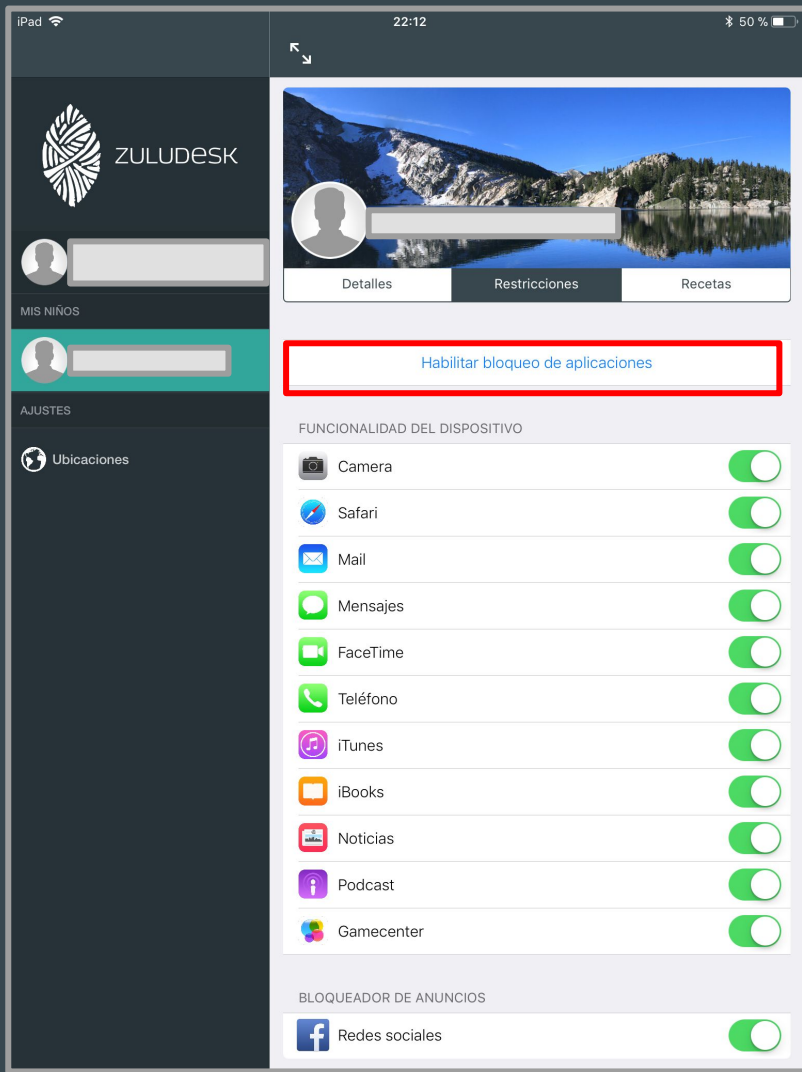 iPad
22:12
50 %
ZULUDESK
MIS NIÑOS
AJUSTES
Ubicaciones
Detalles
Restricciones
Recetas
Habilitar bloqueo de aplicaciones
FUNCIONALIDAD DEL DISPOSITIVO
Camera
Safari
Mail
Mensajes
FaceTime
Teléfono
iTunes
iBooks
Noticias
Podcast
Gamecenter
BLOQUEADOR DE ANUNCIOS
Redes sociales